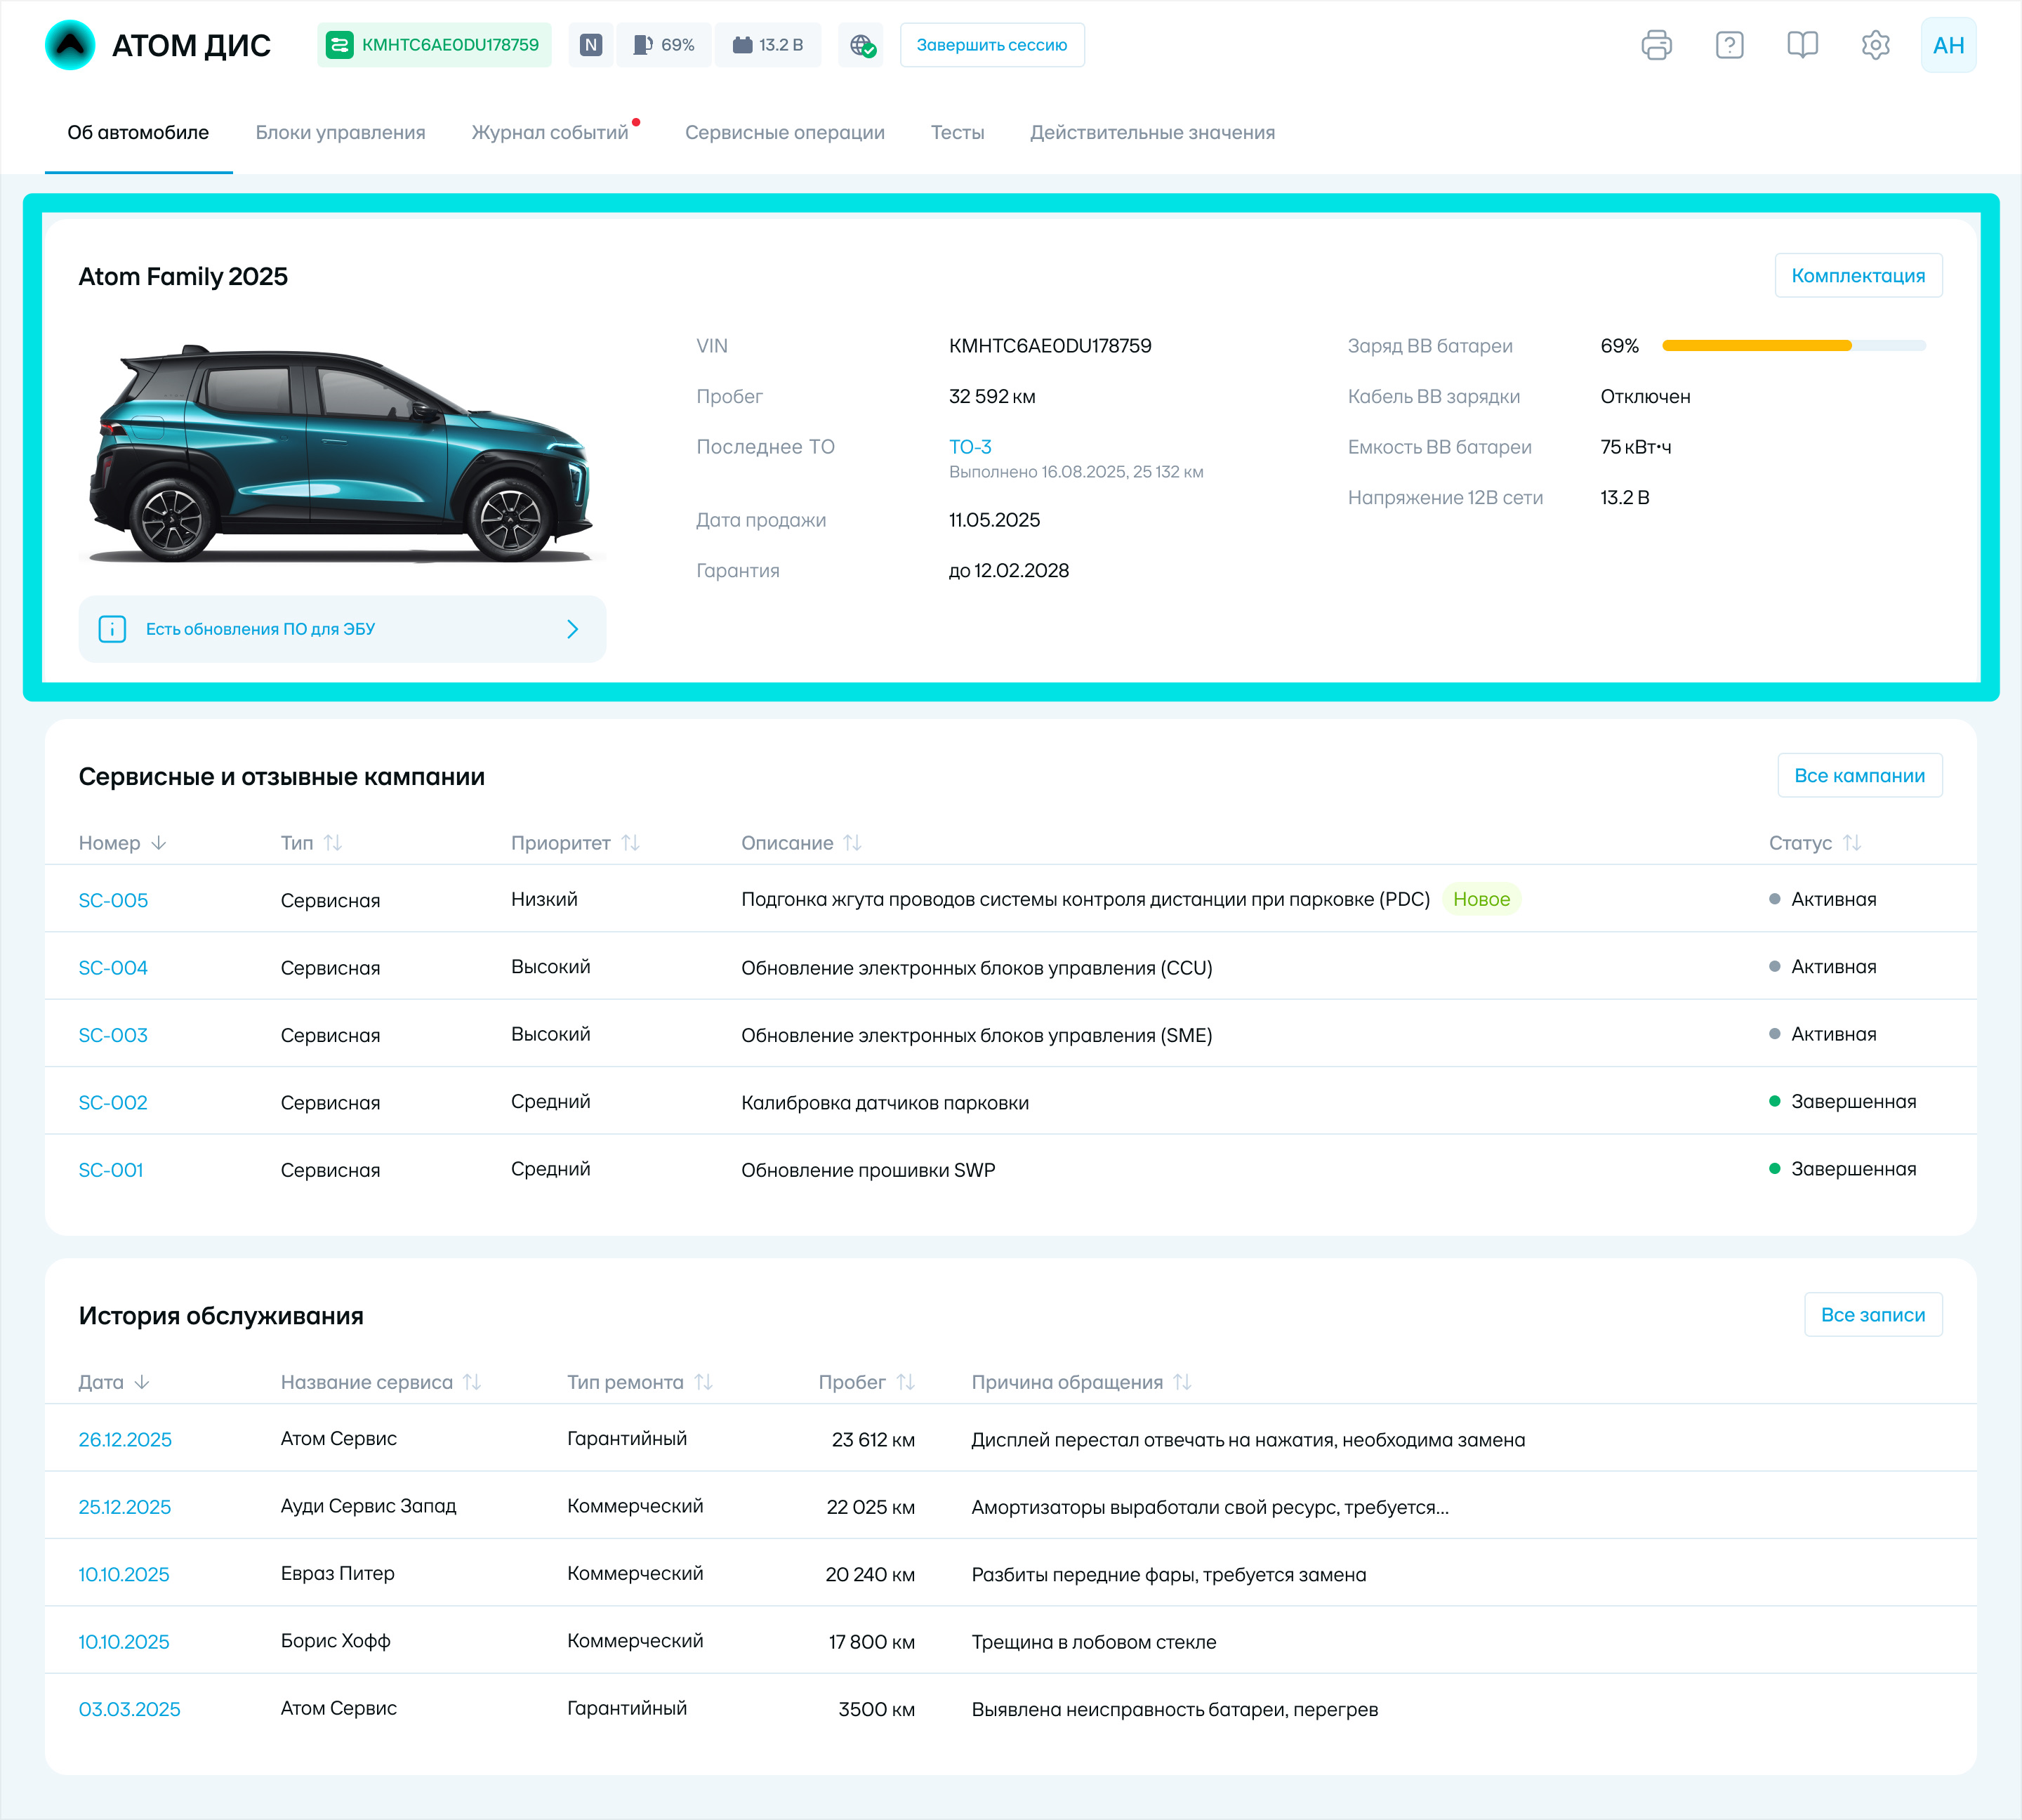 АТОМ ДИС
KMHTC6AE0DU178759
N
69%
13.2 В
Завершить сессию
АН
Об автомобиле
Блоки управления
Журнал событий
Сервисные операции
Тесты
Действительные значения
Atom Family 2025
Комплектация
VIN
KMHTC6AE0DU178759
Пробег
32 592 км
Последнее ТО
ТО-3
Выполнено 16.08.2025, 25 132 км
Дата продажи
11.05.2025
Гарантия
до 12.02.2028
Заряд ВВ батареи
69%
Кабель ВВ зарядки
Отключен
Емкость ВВ батареи
75 кВт•ч
Напряжение 12В сети
13.2 В
Есть обновления ПО для ЭБУ
Сервисные и отзывные кампании
Все кампании
Номер Тип Приоритет Описание Статус
SC-005 Сервисная Низкий Подгонка жгута проводов системы контроля дистанции при парковке (PDC) Новое Активная
SC-004 Сервисная Высокий Обновление электронных блоков управления (CCU) Активная
SC-003 Сервисная Высокий Обновление электронных блоков управления (SME) Активная
SC-002 Сервисная Средний Калибровка датчиков парковки Завершенная
SC-001 Сервисная Средний Обновление прошивки SWP Завершенная
История обслуживания
Все записи
Дата Название сервиса Тип ремонта Пробег Причина обращения
26.12.2025 Атом Сервис Гарантийный 23 612 км Дисплей перестал отвечать на нажатия, необходима замена
25.12.2025 Ауди Сервис Запад Коммерческий 22 025 км Амортизаторы выработали свой ресурс, требуется...
10.10.2025 Евраз Питер Коммерческий 20 240 км Разбиты передние фары, требуется замена
10.10.2025 Борис Хофф Коммерческий 17 800 км Трещина в лобовом стекле
03.03.2025 Атом Сервис Гарантийный 3500 км Выявлена неисправность батареи, перегрев